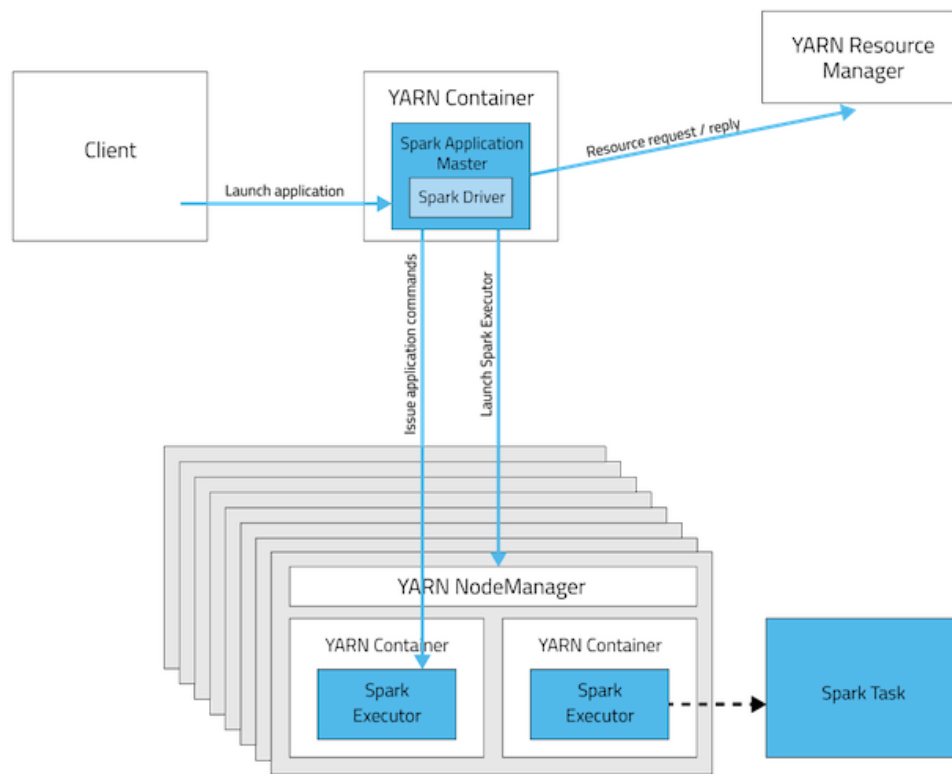 YARN Resource
Manager
YARN Container
Client
Spark Application
Master
Spark Driver
Launch application
Resource request / reply
Issue application commands
Launch Spark Executor
YARN NodeManager
YARN Container
Spark
Executor
YARN Container
Spark
Executor
Spark Task